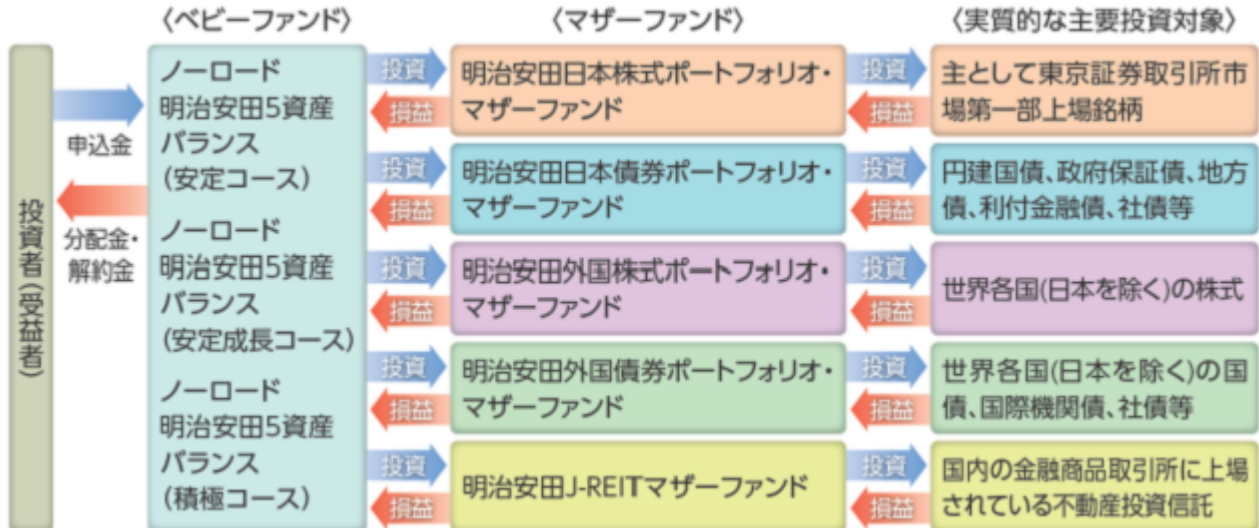 〈ベビーファンド〉
〈マザーファンド〉
〈実質的な主要投資対象〉
投資者(受益者)
申込金
分配金・
解約金
ノーロード
明治安田5資産
バランス
(安定コース)
ノーロード
明治安田5資産
バランス
(安定成長コース)
ノーロード
明治安田5資産
バランス
(積極コース)
投資
損益
明治安田日本株式ポートフォリオ・
マザーファンド
投資
損益
主として東京証券取引所市
場第一部上場銘柄
投資
損益
明治安田日本債券ポートフォリオ・
マザーファンド
投資
損益
円建国債、政府保証債、地方
債、利付金融債、社債等
投資
損益
明治安田外国株式ポートフォリオ・
マザーファンド
投資
損益
世界各国(日本を除く)の株式
投資
損益
明治安田外国債券ポートフォリオ・
マザーファンド
投資
損益
世界各国(日本を除く)の国
債、国際機関債、社債等
投資
損益
明治安田J-REITマザーファンド
投資
損益
国内の金融商品取引所に上場
されている不動産投資信託